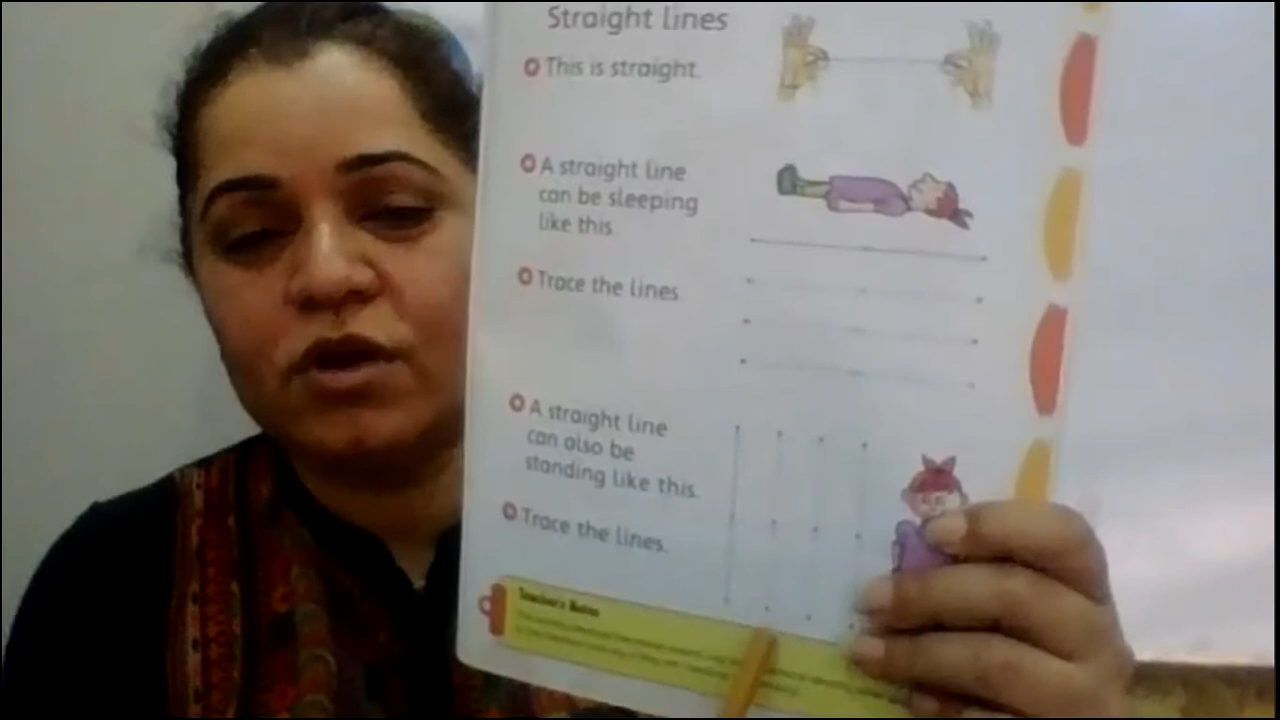 Straight lines
This is straight.
A straight line
can be sleeping
like this.
Trace the lines.
A straight line
can also be
standing like this.
Trace the lines.
Teacher's Notes